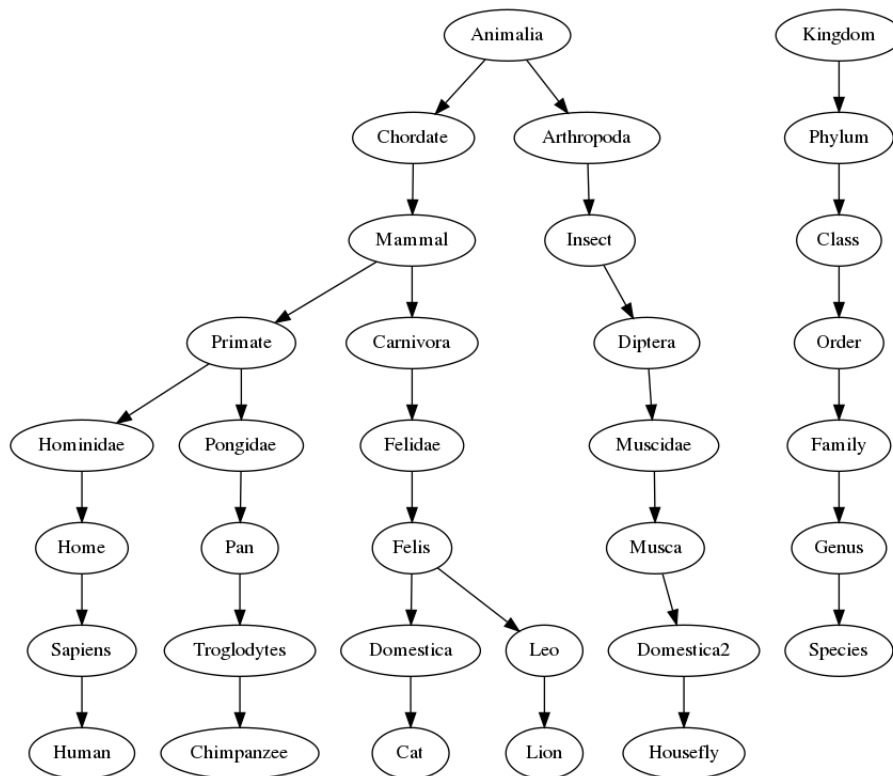 Animalia Kingdom
Chordate Arthropoda Phylum
Mammal Insect Class
Primate Carnivora Diptera Order
Hominidae Pongidae Felidae Muscidae Family
Home Pan Felis Musca Genus
Sapiens Troglodytes Domestica Leo Domestica2 Species
Human Chimpanzee Cat Lion Housefly